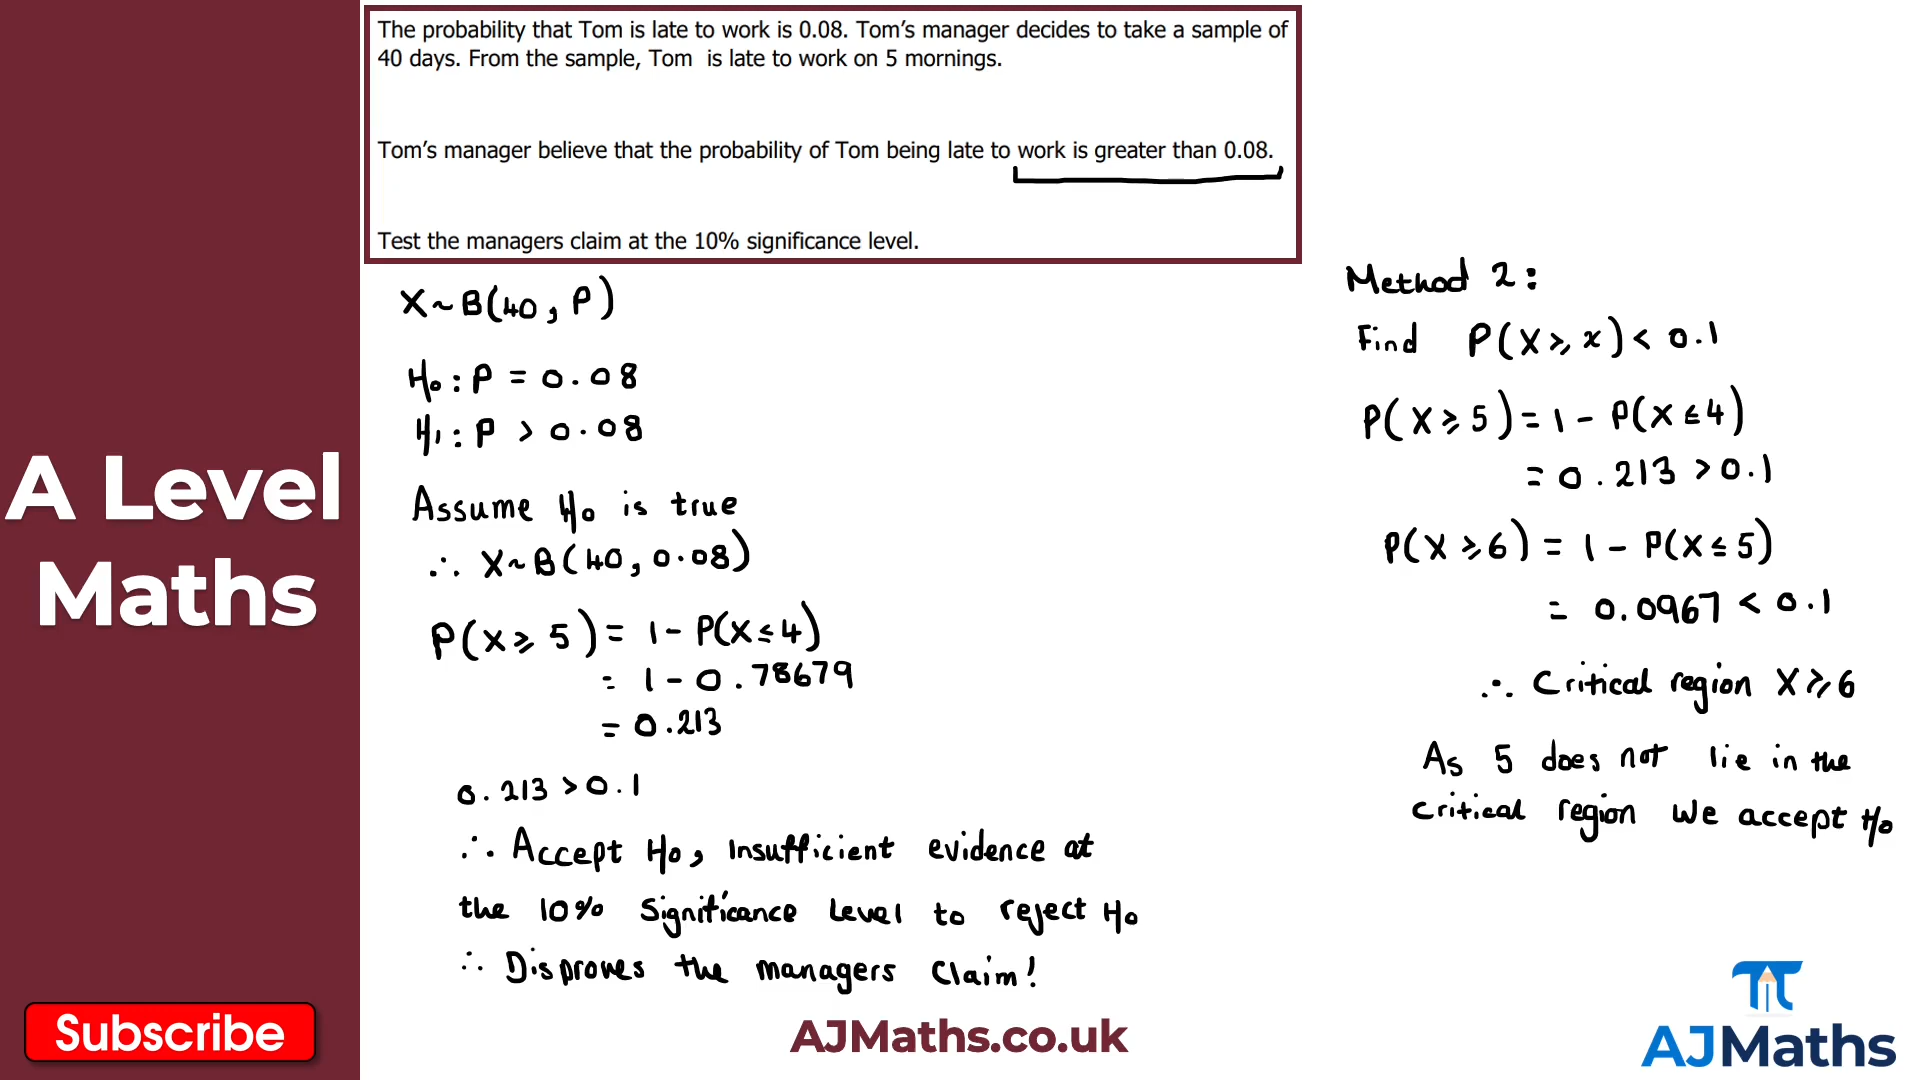 The probability that Tom is late to work is 0.08. Tom’s manager decides to take a sample of
40 days. From the sample, Tom  is late to work on 5 mornings.
Tom’s manager believe that the probability of Tom being late to work is greater than 0.08.
Test the managers claim at the 10% significance level.
X~B(40, P)
H₀: P = 0.08
H₁: P > 0.08
Assume H₀ is true
∴ X~B(40, 0.08)
P(X ≥ 5) = 1 - P(X ≤ 4)
= 1 - 0.78679
= 0.213
0.213 > 0.1
∴ Accept H₀, insufficient evidence at
the 10% significance level to reject H₀
∴ Disproves the managers claim!
Method 2:
Find P(X ≥ x) < 0.1
P(X ≥ 5) = 1 - P(X ≤ 4)
= 0.213 > 0.1
P(X ≥ 6) = 1 - P(X ≤ 5)
= 0.0967 < 0.1
∴ Critical region X ≥ 6
As 5 does not lie in the
critical region we accept H₀
A Level
Maths
Subscribe
AJMaths.co.uk
AJMaths